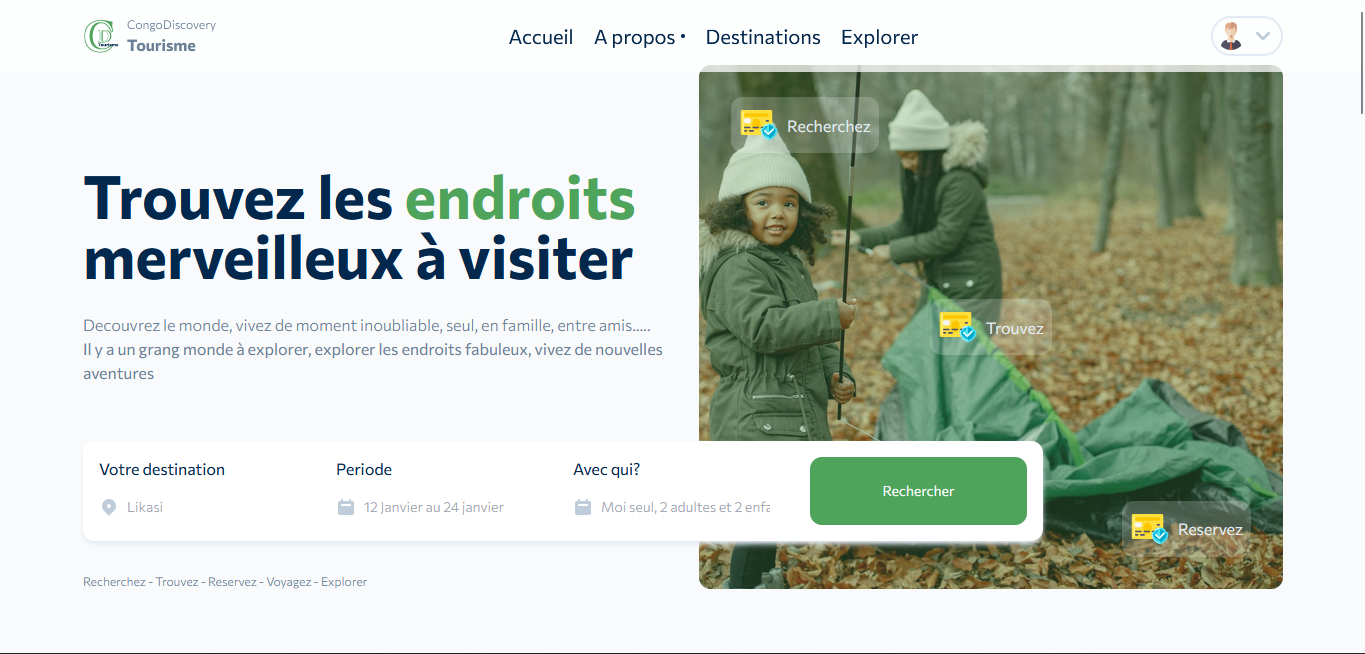 CongoDiscovery
Tourisme
Tourisme
Accueil
A propos •
Destinations
Explorer
Recherchez
Trouvez les endroits
merveilleux à visiter
Trouvez
Decouvrez le monde, vivez de moment inoubliable, seul, en famille, entre amis.....
Il y a un grang monde à explorer, explorer les endroits fabuleux, vivez de nouvelles
aventures
Votre destination
Likasi
Periode
12 Janvier au 24 janvier
Avec qui?
Moi seul, 2 adultes et 2 enfa
Rechercher
Reservez
Recherchez - Trouvez - Reservez - Voyagez - Explorer